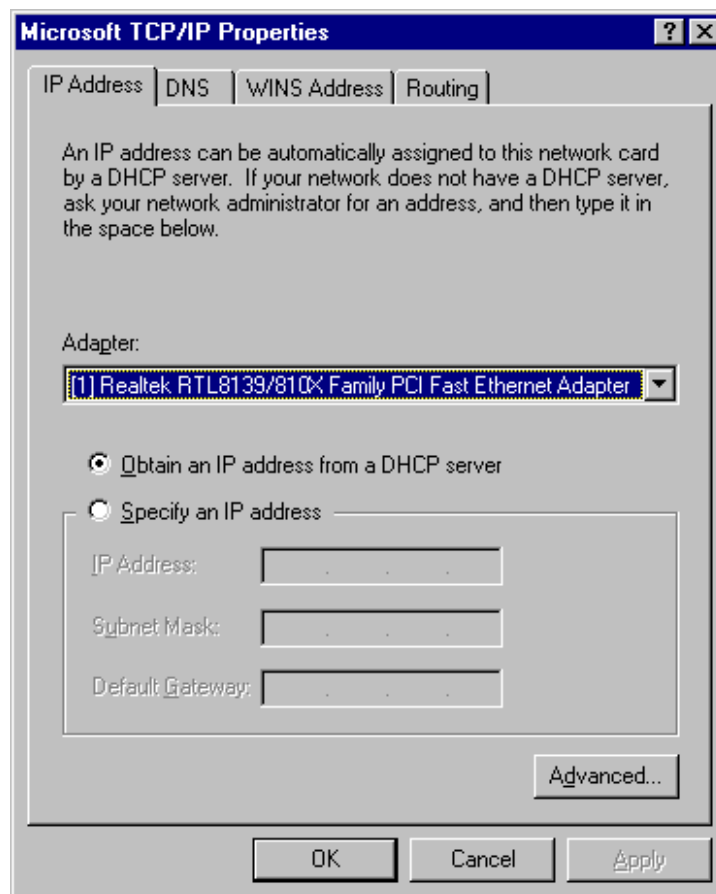 Microsoft TCP/IP Properties
IP Address
DNS
WINS Address
Routing
An IP address can be automatically assigned to this network card
by a DHCP server.  If your network does not have a DHCP server,
ask your network administrator for an address, and then type it in
the space below.
Adapter:
[1] Realtek RTL8139/810X Family PCI Fast Ethernet Adapter
Obtain an IP address from a DHCP server
Specify an IP address
IP Address:
Subnet Mask:
Default Gateway:
Advanced...
OK
Cancel
Apply